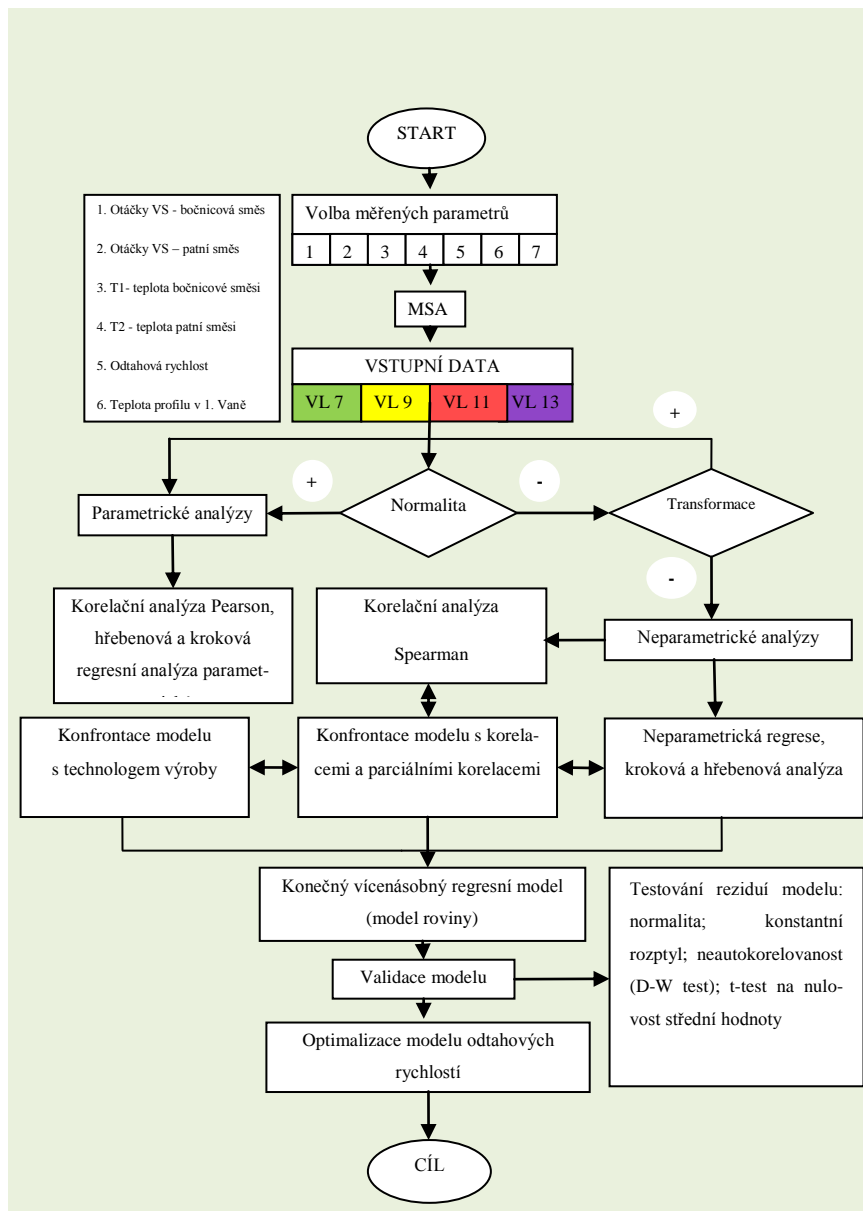 START
1. Otáčky VS - bočnicová směs
2. Otáčky VS – patní směs
3. T1- teplota bočnicové směsi
4. T2 - teplota patní směsi
5. Odtahová rychlost
6. Teplota profilu v 1. Vaně
Volba měřených parametrů
1 2 3 4 5 6 7
MSA
VSTUPNÍ DATA
VL 7 VL 9 VL 11 VL 13
+
+
-
Parametrické analýzy
Normalita
Transformace
-
Korelační analýza Pearson,
hřebenová a kroková
regresní analýza paramet-
Korelační analýza
Spearman
Neparametrické analýzy
Konfrontace modelu
s technologem výroby
Konfrontace modelu s korela-
cemi a parciálními korelacemi
Neparametrická regrese,
kroková a hřebenová analýza
Konečný vícenásobný regresní model
(model roviny)
Testování reziduí modelu:
normalita; konstantní
rozptyl; neautokorelovanost
(D-W test); t-test na nulo-
vost střední hodnoty
Validace modelu
Optimalizace modelu odtahových
rychlostí
CÍL